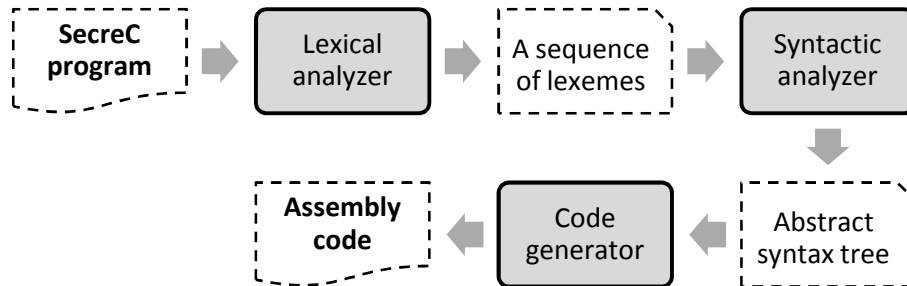 SecreC
program
Lexical
analyzer
A sequence
of lexemes
Syntactic
analyzer
Assembly
code
Code
generator
Abstract
syntax tree